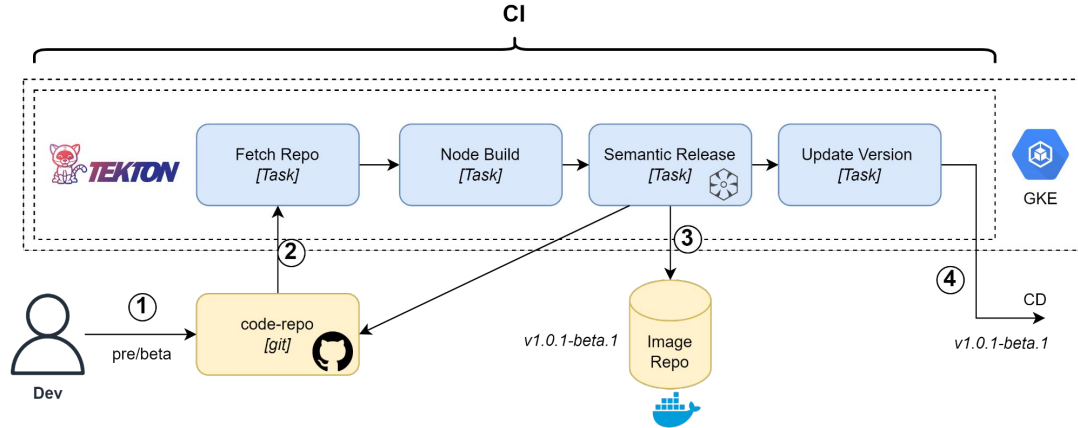 CI
TEKTON
Fetch Repo
[Task]
Node Build
[Task]
Semantic Release
[Task]
Update Version
[Task]
GKE
2
3
1
4
code-repo
[git]
pre/beta
Dev
v1.0.1-beta.1
Image
Repo
CD
v1.0.1-beta.1